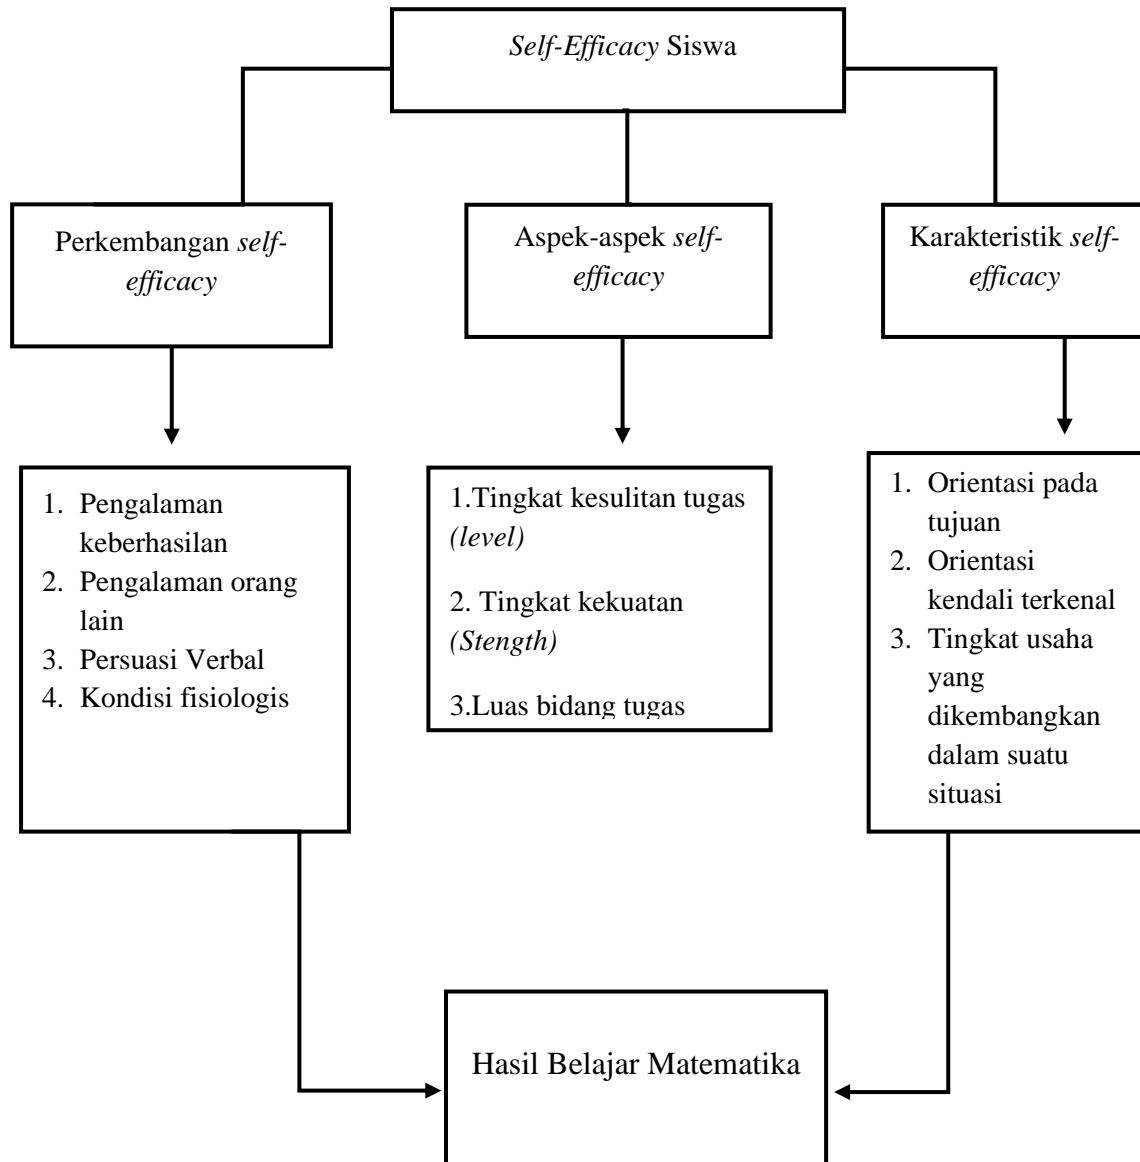 Self-Efficacy Siswa
Perkembangan self-
efficacy
Aspek-aspek self-
efficacy
Karakteristik self-
efficacy
1. Pengalaman
keberhasilan
2. Pengalaman orang
lain
3. Persuasi Verbal
4. Kondisi fisiologis
1.Tingkat kesulitan tugas
(level)
2. Tingkat kekuatan
(Stength)
3.Luas bidang tugas
1. Orientasi pada
tujuan
2. Orientasi
kendali terkenal
3. Tingkat usaha
yang
dikembangkan
dalam suatu
situasi
Hasil Belajar Matematika